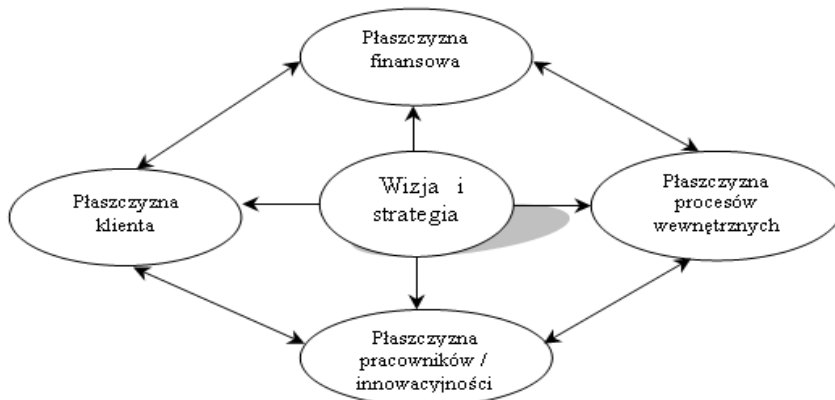 Płaszczyzna
finansowa
Płaszczyzna
klienta
Wizja i
strategia
Płaszczyzna
procesów
wewnętrznych
Płaszczyzna
pracowników /
innowacyjności